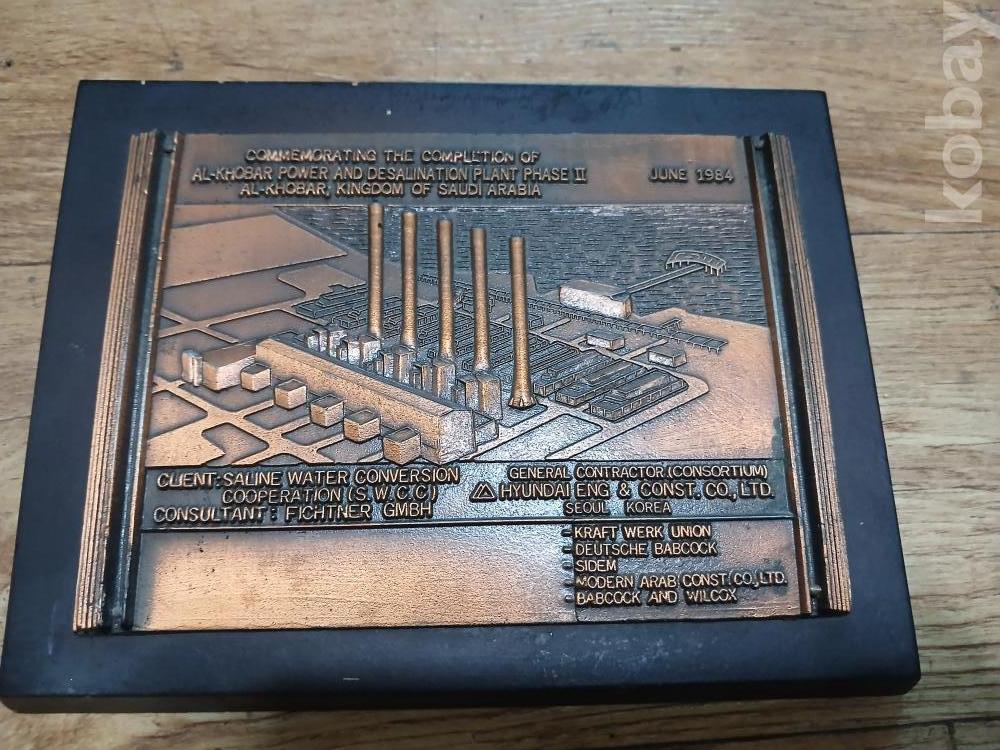 COMMEMORATING THE COMPLETION OF
AL-KHOBAR POWER AND DESALINATION PLANT PHASE II
AL-KHOBAR, KINGDOM OF SAUDI ARABIA
JUNE 1984
CLIENT: SALINE WATER CONVERSION
COOPERATION (S.W.C.C)
CONSULTANT: FICHTNER GMBH
GENERAL CONTRACTOR (CONSORTIUM)
HYUNDAI ENG & CONST. CO., LTD.
SEOUL KOREA
- KRAFT WERK UNION
- DEUTSCHE BABCOCK
- SIDEM
- MODERN ARAB CONST. CO., LTD.
- BABCOCK AND WILCOX
kobay